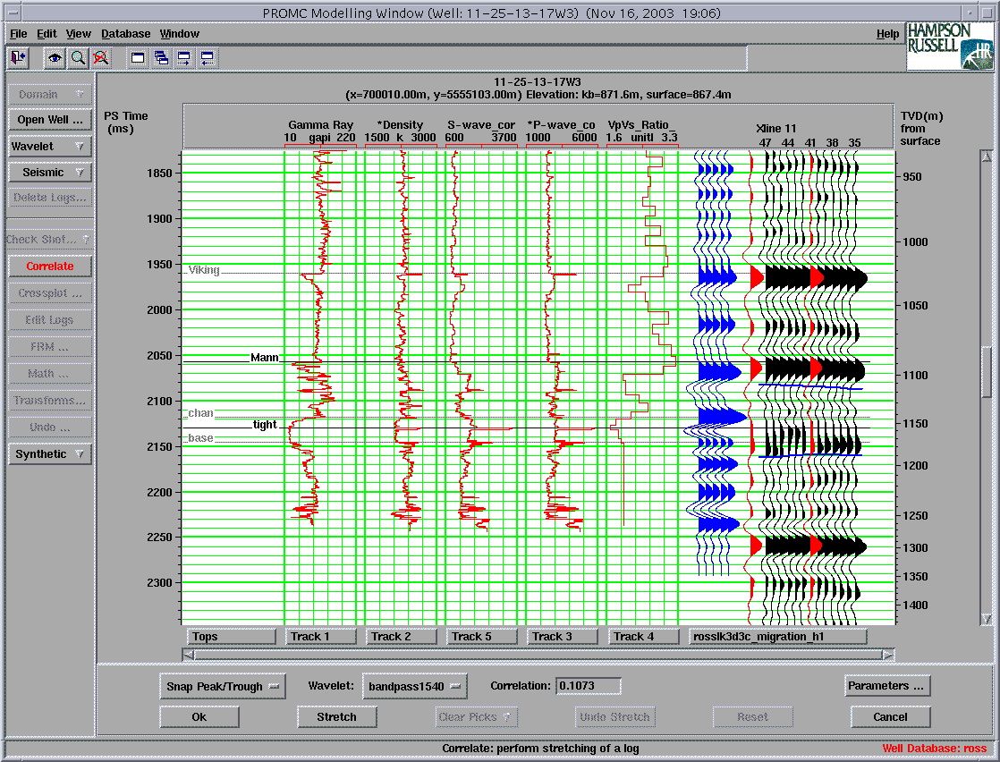 PROMC Modelling Window (Well: 11-25-13-17W3) (Nov 16, 2003 19:06)
File Edit View Database Window Help
HAMPSON
RUSSELL
HR
11-25-13-17W3
(x=700010.00m, y=5555103.00m) Elevation: kb=871.6m, surface=867.4m
Domain
Open Well ...
Wavelet
Seismic
Delete Logs...
Check Shot...
Correlate
Crossplot ...
Edit Logs
FRM ...
Math ...
Transforms...
Undo ...
Synthetic
PS Time
(ms)
Gamma Ray *Density S-wave_cor *P-wave_co VpVs_Ratio_
10 gapi 220 1500 k 3000 600 3700 1000 6000 1.6 unitl 3.3
Xline 11
47 44 41 38 35
TVD(m)
from
surface
1850
1900
1950
2000
2050
2100
2150
2200
2250
2300
Viking
Mann
chan
tight
base
950
1000
1050
1100
1150
1200
1250
1300
1350
1400
Tops Track 1 Track 2 Track 5 Track 3 Track 4 rosslk3d3c_migration_h1
Snap Peak/Trough Wavelet: bandpass1540 Correlation: 0.1073 Parameters ...
Ok Stretch Clear Picks Undo Stretch Reset Cancel
Correlate: perform stretching of a log Well Database: ross